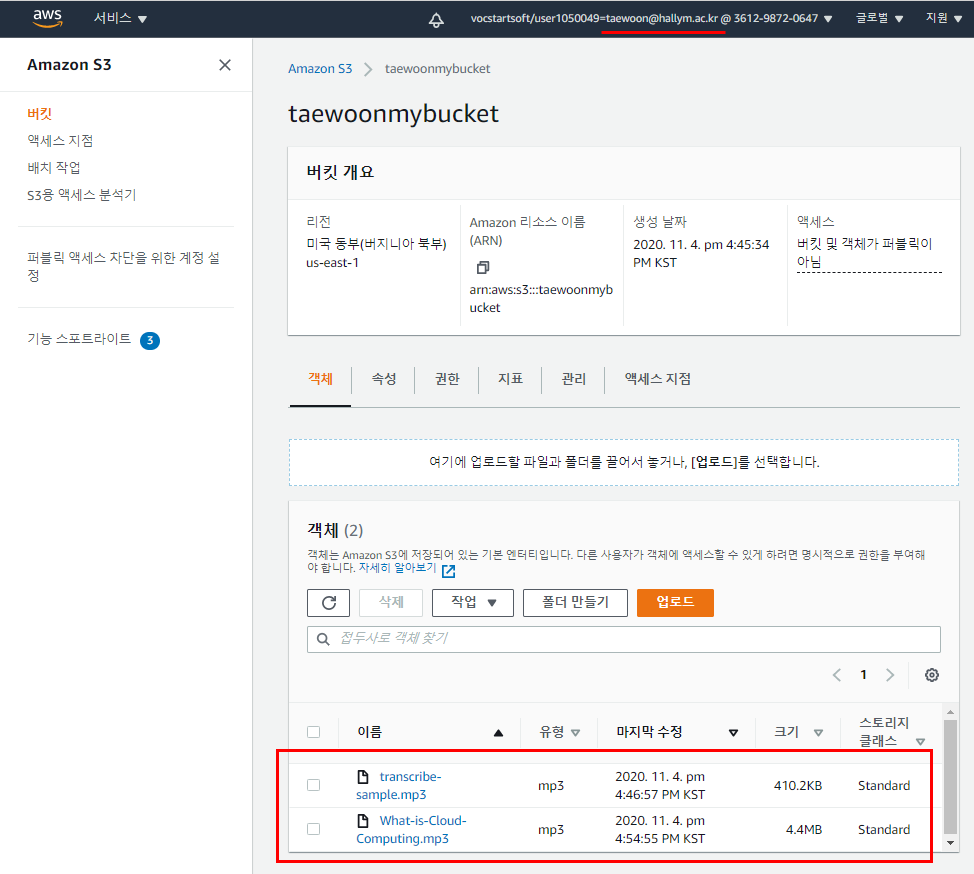 aws
서비스
vocstartsoft/user1050049=taewoon@hallym.ac.kr @ 3612-9872-0647
글로벌
지원
Amazon S3
버킷
액세스 지점
배치 작업
S3용 액세스 분석기
퍼블릭 액세스 차단을 위한 계정 설
정
기능 스포트라이트 3
Amazon S3
taewoonmybucket
taewoonmybucket
버킷 개요
리전
미국 동부(버지니아 북부)
us-east-1
Amazon 리소스 이름
(ARN)
arn:aws:s3:::taewoonmyb
ucket
생성 날짜
2020. 11. 4. pm 4:45:34
PM KST
액세스
버킷 및 객체가 퍼블릭이
아님
객체
속성
권한
지표
관리
액세스 지점
여기에 업로드할 파일과 폴더를 끌어서 놓거나, [업로드]를 선택합니다.
객체 (2)
객체는 Amazon S3에 저장되어 있는 기본 엔터티입니다. 다른 사용자가 객체에 액세스할 수 있게 하려면 명시적으로 권한을 부여해
야 합니다. 자세히 알아보기
삭제
작업
폴더 만들기
업로드
접두사로 객체 찾기
1
이름
유형
마지막 수정
크기
스토리지
클래스
transcribe-
sample.mp3
mp3
2020. 11. 4. pm
4:46:57 PM KST
410.2KB
Standard
What-is-Cloud-
Computing.mp3
mp3
2020. 11. 4. pm
4:54:55 PM KST
4.4MB
Standard